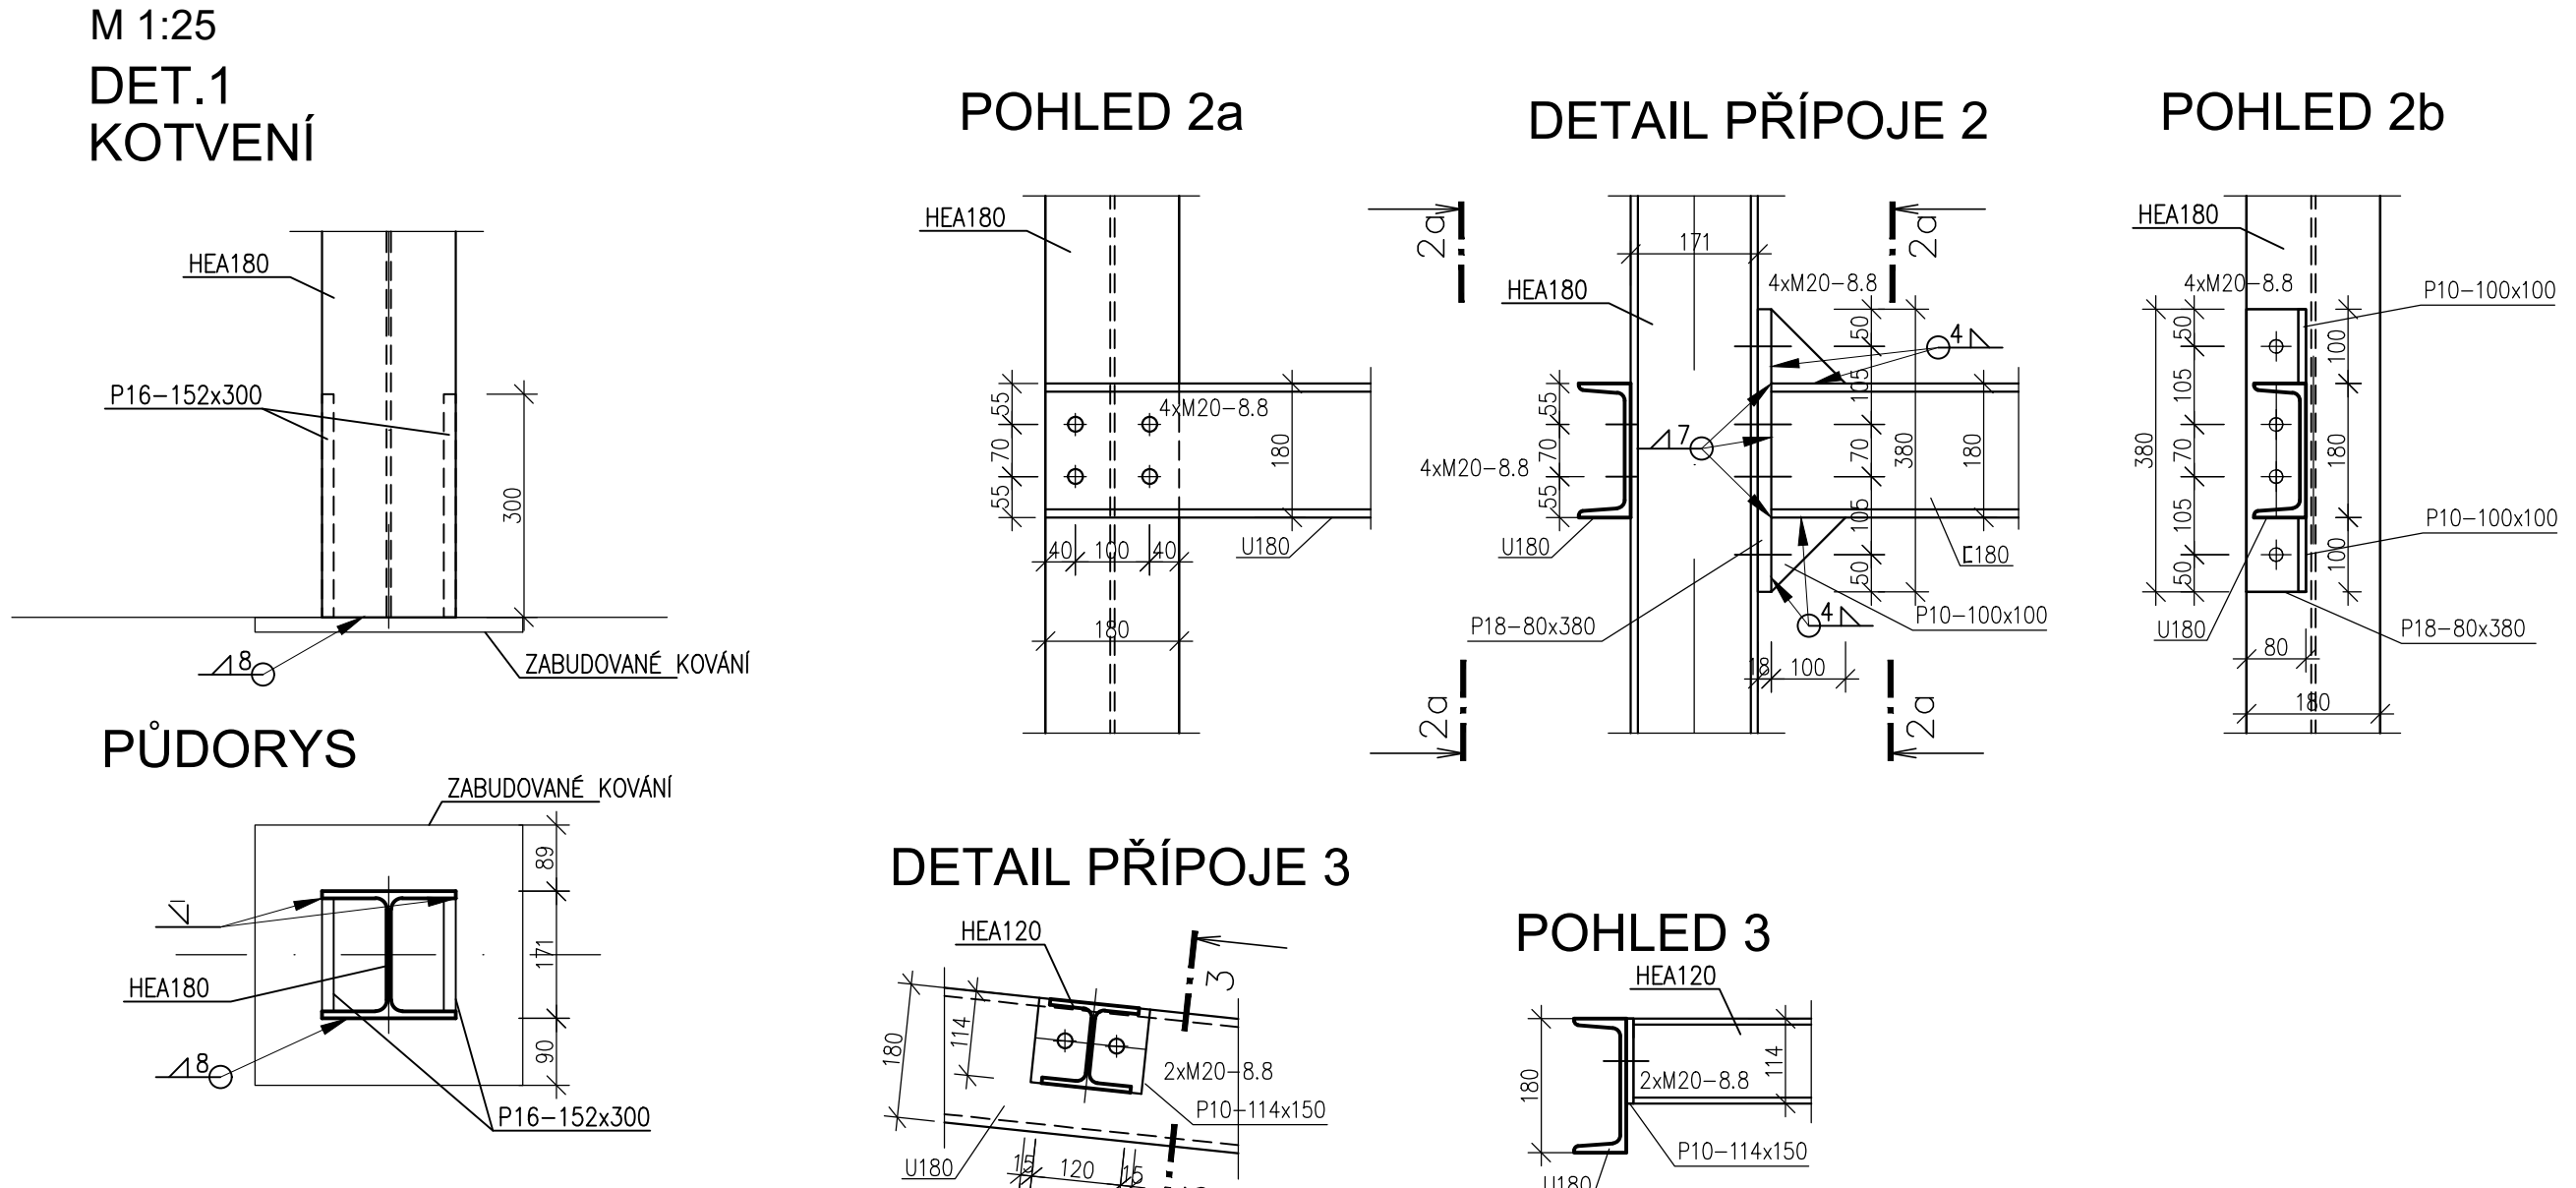 M 1:25
DET.1
KOTVENÍ
HEA180
P16-152x300
300
8
ZABUDOVANÉ KOVÁNÍ
PŮDORYS
ZABUDOVANÉ KOVÁNÍ
89
171
90
HEA180
8
P16-152x300
POHLED 2a
HEA180
55
70
55
4xM20-8.8
180
40
100
40
U180
180
DETAIL PŘÍPOJE 2
2a
2a
171
HEA180
4xM20-8.8
50
105
70
105
50
380
180
4
55
70
55
7
4xM20-8.8
U180
E180
P18-80x380
4
P10-100x100
18
100
2a
2a
POHLED 2b
HEA180
4xM20-8.8
P10-100x100
380
50
105
70
105
50
100
180
100
P10-100x100
U180
P18-80x380
80
180
DETAIL PŘÍPOJE 3
HEA120
3
180
114
2xM20-8.8
P10-114x150
U180
15
120
15
POHLED 3
HEA120
180
2xM20-8.8
114
P10-114x150
U180